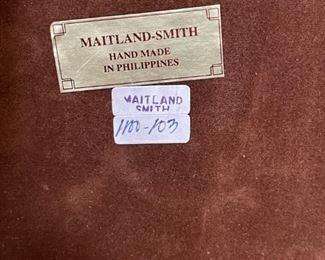 MAITLAND-SMITH
HAND MADE
IN PHILIPPINES
MAITLAND
SMITH
1100-103